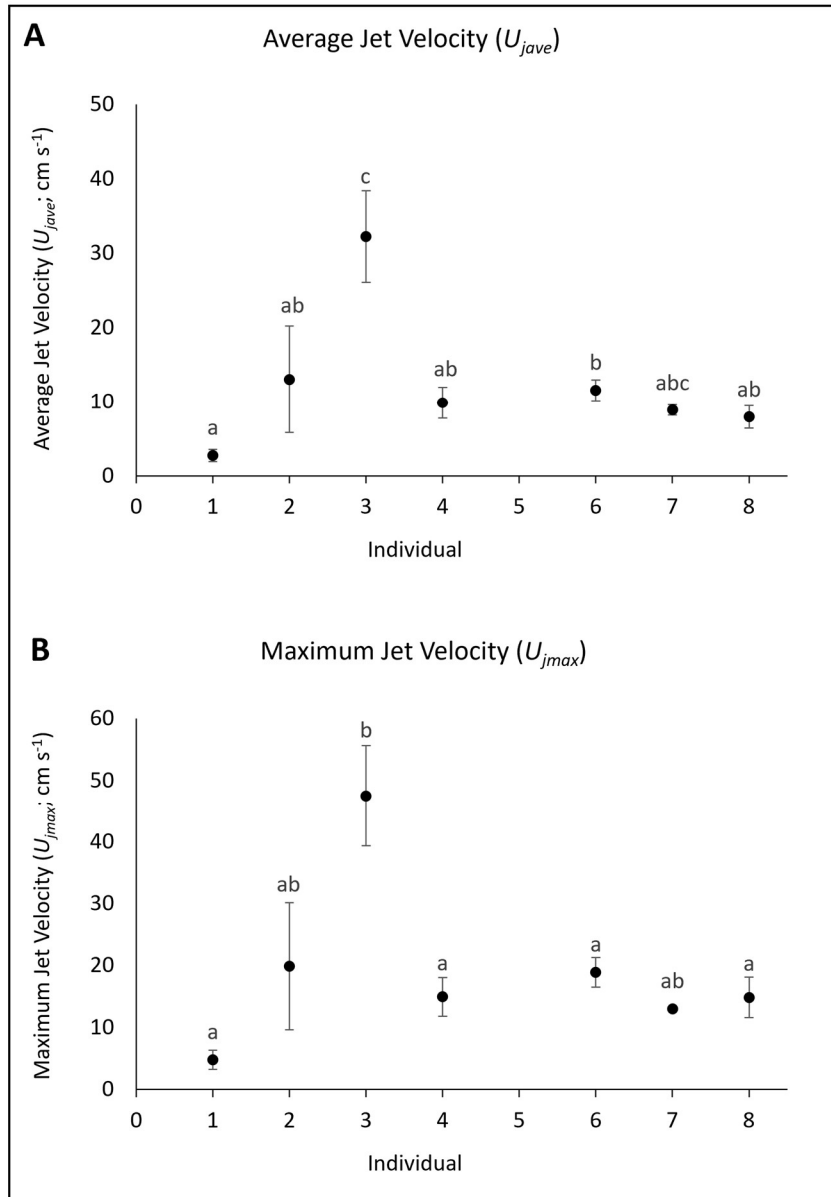 A
Average Jet Velocity (Ujave)
Average Jet Velocity (Ujave; cm s-1)
50
40
30
20
10
0
a
ab
c
ab
b
abc
ab
0 1 2 3 4 5 6 7 8
Individual
B
Maximum Jet Velocity (Ujmax)
Maximum Jet Velocity (Ujmax; cm s-1)
60
50
40
30
20
10
0
a
ab
b
a
a
ab
a
0 1 2 3 4 5 6 7 8
Individual